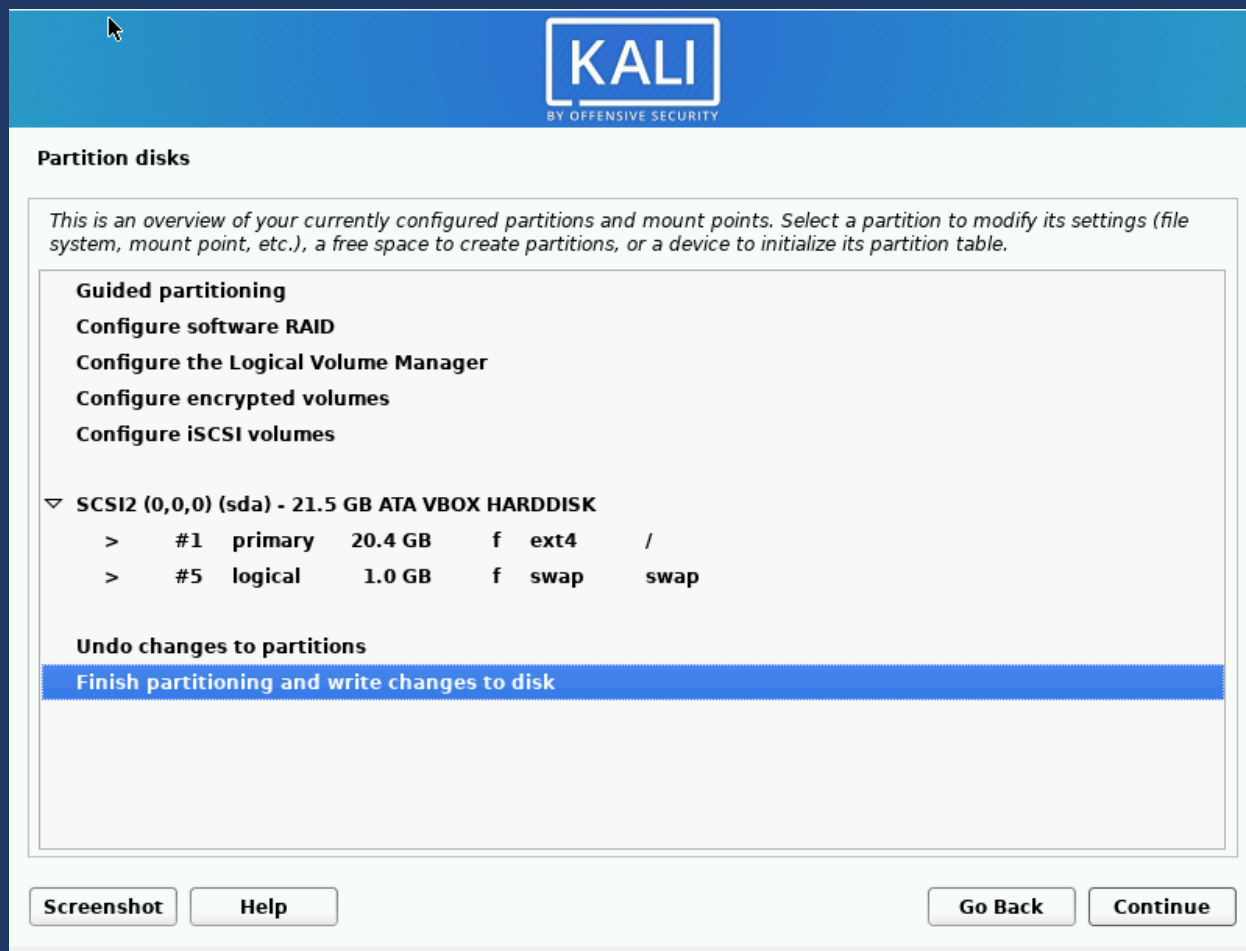 KALI
BY OFFENSIVE SECURITY
Partition disks
This is an overview of your currently configured partitions and mount points. Select a partition to modify its settings (file
system, mount point, etc.), a free space to create partitions, or a device to initialize its partition table.
Guided partitioning
Configure software RAID
Configure the Logical Volume Manager
Configure encrypted volumes
Configure iSCSI volumes
SCSI2 (0,0,0) (sda) - 21.5 GB ATA VBOX HARDDISK
> #1 primary 20.4 GB f ext4 /
> #5 logical 1.0 GB f swap swap
Undo changes to partitions
Finish partitioning and write changes to disk
Screenshot Help Go Back Continue